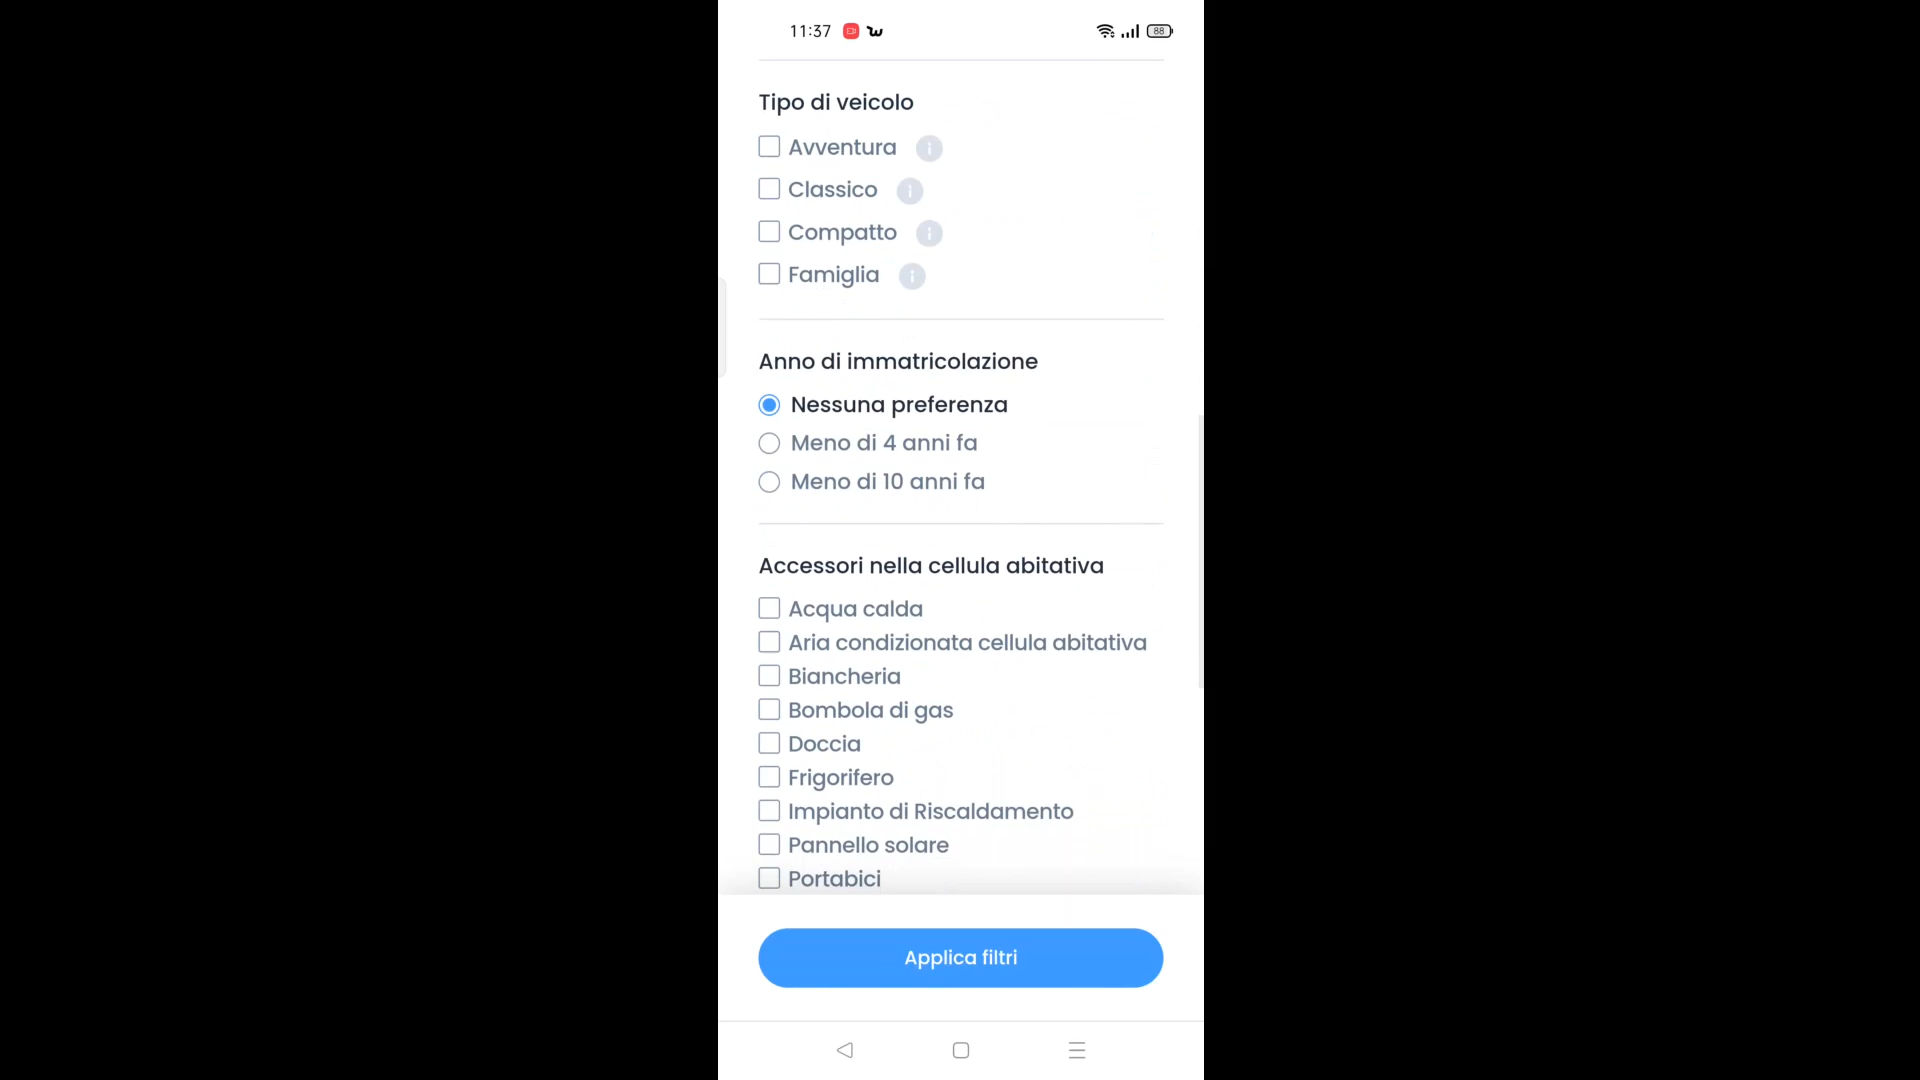 11:37 88
Tipo di veicolo
Avventura i
Classico i
Compatto i
Famiglia i
Anno di immatricolazione
Nessuna preferenza
Meno di 4 anni fa
Meno di 10 anni fa
Accessori nella cellula abitativa
Acqua calda
Aria condizionata cellula abitativa
Biancheria
Bombola di gas
Doccia
Frigorifero
Impianto di Riscaldamento
Pannello solare
Portabici
Applica filtri